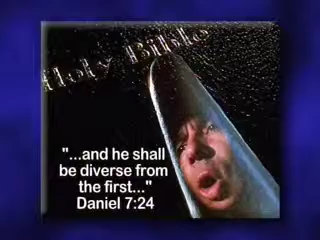 Holy Bible
"...and he shall
be diverse from
the first..."
Daniel 7:24